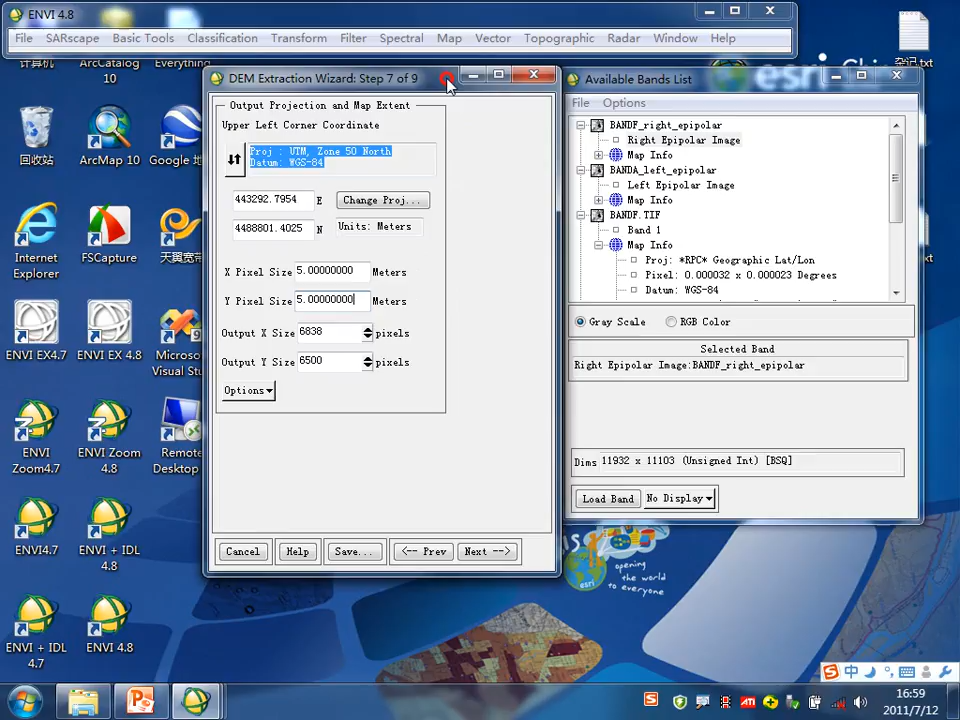 ENVI 4.8
File SARscape Basic Tools Classification Transform Filter Spectral Map Vector Topographic Radar Window Help
计算机
ArcCatalog 10
Everything
杂记.txt
回收站
ArcMap 10
Google 地
Internet Explorer
FSCapture
天翼宽带
ENVI EX4.7
ENVI EX 4.8
Microso
Visual Stu
ENVI Zoom4.7
ENVI Zoom 4.8
Remote
Desktop
ENVI4.7
ENVI + IDL 4.8
ENVI + IDL 4.7
ENVI 4.8
DEM Extraction Wizard: Step 7 of 9
Output Projection and Map Extent
Upper Left Corner Coordinate
Proj : UTM, Zone 50 North
Datum: WGS-84
443292.7954 E Change Proj...
4488801.4025 N Units: Meters
X Pixel Size 5.00000000 Meters
Y Pixel Size 5.00000000 Meters
Output X Size 6838 pixels
Output Y Size 6500 pixels
Options
Cancel Help Save... <-- Prev Next -->
Available Bands List
File Options
BANDF_right_epipolar
Right Epipolar Image
Map Info
BANDA_left_epipolar
Left Epipolar Image
Map Info
BANDF.TIF
Band 1
Map Info
Proj: *RPC* Geographic Lat/Lon
Pixel: 0.000032 x 0.000023 Degrees
Datum: WGS-84
Gray Scale RGB Color
Selected Band
Right Epipolar Image:BANDF_right_epipolar
Dims 11932 x 11103 (Unsigned Int) [BSQ]
Load Band No Display
opening
the world
to everyone
中
16:59
2011/7/12